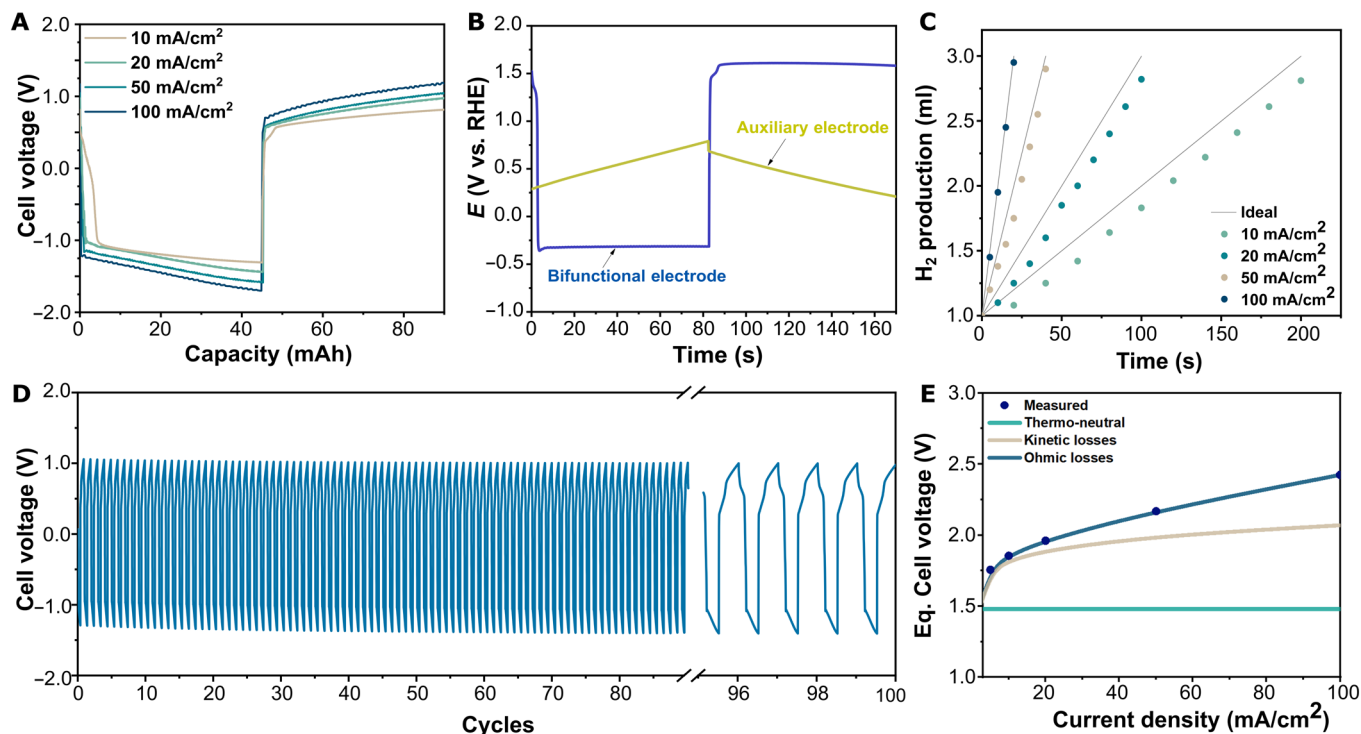 A
2.0
1.0
0.0
−1.0
−2.0
Cell voltage (V)
10 mA/cm²
20 mA/cm²
50 mA/cm²
100 mA/cm²
0
20
40
60
80
Capacity (mAh)
B
2.0
1.5
1.0
0.5
0.0
−0.5
−1.0
E (V vs. RHE)
Auxiliary electrode
Bifunctional electrode
0
20
40
60
80
100
120
140
160
Time (s)
C
3.0
2.5
2.0
1.5
1.0
H₂ production (ml)
Ideal
10 mA/cm²
20 mA/cm²
50 mA/cm²
100 mA/cm²
0
50
100
150
200
Time (s)
D
2.0
1.0
0.0
−1.0
−2.0
Cell voltage (V)
0
10
20
30
40
50
60
70
80
96
98
100
Cycles
E
3.0
2.5
2.0
1.5
1.0
Eq. Cell voltage (V)
Measured
Thermo-neutral
Kinetic losses
Ohmic losses
20
40
60
80
100
Current density (mA/cm²)